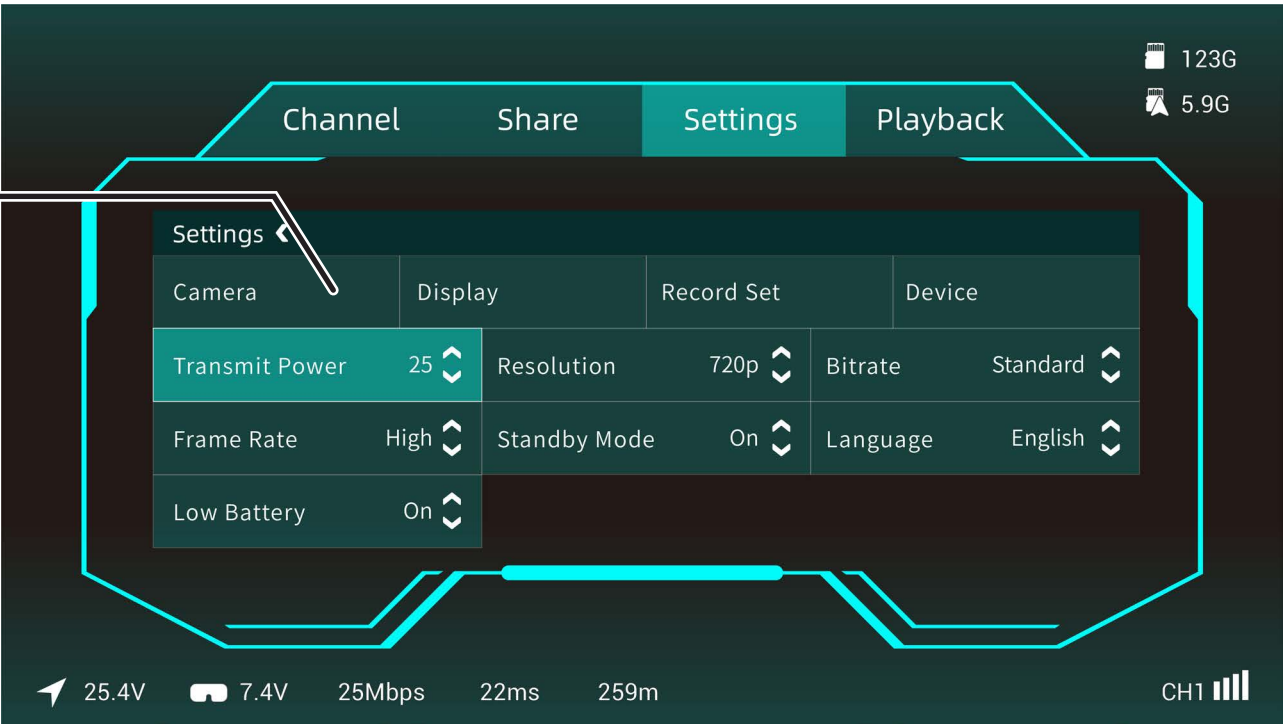 123G
5.9G
Channel Share Settings Playback
Settings
Camera Display Record Set Device
Transmit Power 25 Resolution 720p Bitrate Standard
Frame Rate High Standby Mode On Language English
Low Battery On
25.4V 7.4V 25Mbps 22ms 259m CH1